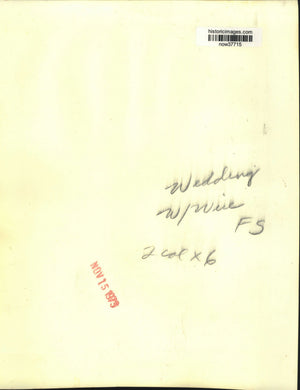 historicimages.com
now37715
Wedding
W/Wire
FS
2 col x 6
NOV 15 1973